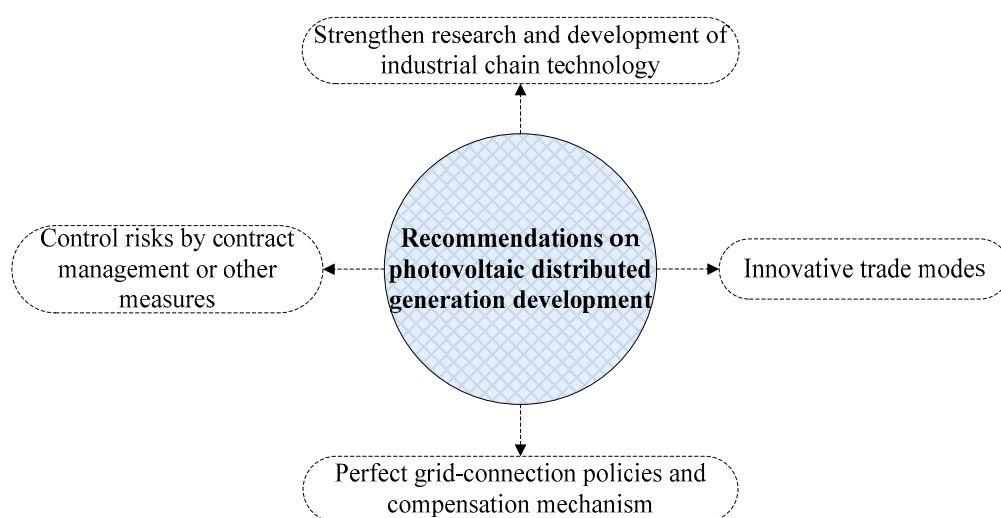 Strengthen research and development of
industrial chain technology
Control risks by contract
management or other
measures
Recommendations on
photovoltaic distributed
generation development
Innovative trade modes
Perfect grid-connection policies and
compensation mechanism